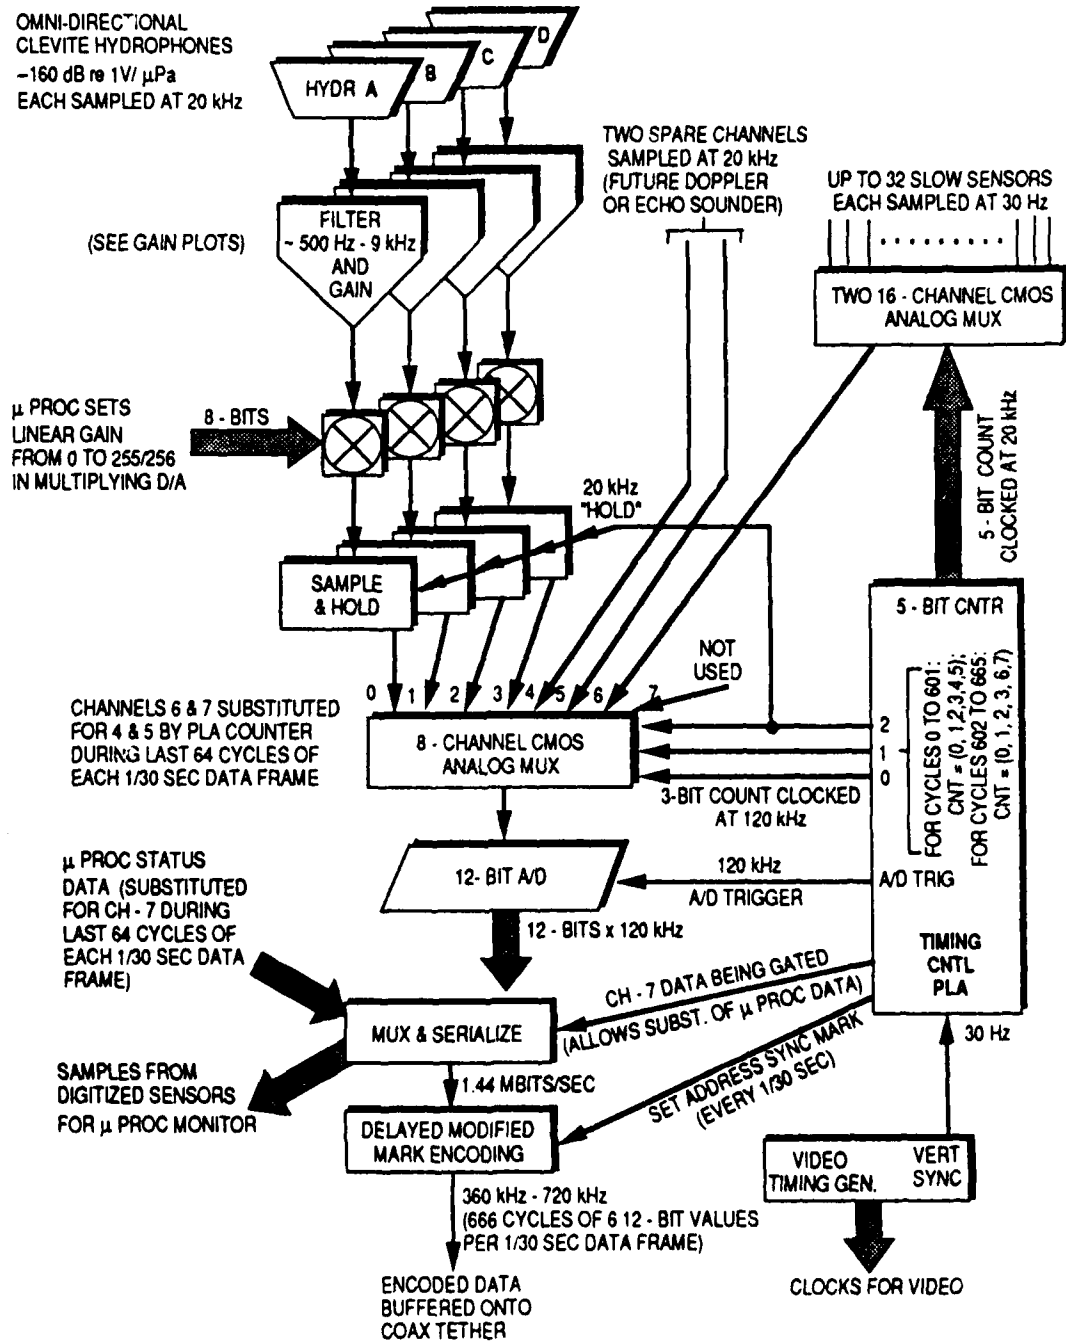 OMNI-DIRECTIONAL
CLEVITE HYDROPHONES
~160 dB re 1V/ μPa
EACH SAMPLED AT 20 kHz
HYDR A
B
C
D
TWO SPARE CHANNELS
SAMPLED AT 20 kHz
(FUTURE DOPPLER
OR ECHO SOUNDER)
UP TO 32 SLOW SENSORS
EACH SAMPLED AT 30 Hz
TWO 16 - CHANNEL CMOS
ANALOG MUX
(SEE GAIN PLOTS)
FILTER
~ 500 Hz - 9 kHz
AND
GAIN
μ PROC SETS
LINEAR GAIN
FROM 0 TO 255/256
IN MULTIPLYING D/A
8 - BITS
20 kHz
"HOLD"
5 - BIT COUNT
CLOCKED AT 20 kHz
SAMPLE
& HOLD
5 - BIT CNTR
FOR CYCLES 0 TO 601:
CNT = (0, 1,2,3,4,5);
FOR CYCLES 602 TO 665:
CNT = (0, 1, 2, 3, 6,7)
NOT
USED
0 1 2 3 4 5 6 7
CHANNELS 6 & 7 SUBSTITUTED
FOR 4 & 5 BY PLA COUNTER
DURING LAST 64 CYCLES OF
EACH 1/30 SEC DATA FRAME
8 - CHANNEL CMOS
ANALOG MUX
2
1
0
3-BIT COUNT CLOCKED
AT 120 kHz
12- BIT A/D
120 kHz
A/D TRIGGER
A/D TRIG
12 - BITS x 120 kHz
μ PROC STATUS
DATA (SUBSTITUTED
FOR CH - 7 DURING
LAST 64 CYCLES OF
EACH 1/30 SEC DATA
FRAME)
TIMING
CNTL
PLA
CH - 7 DATA BEING GATED
(ALLOWS SUBST. OF μ PROC DATA)
MUX & SERIALIZE
30 Hz
SAMPLES FROM
DIGITIZED SENSORS
FOR μ PROC MONITOR
1.44 MBITS/SEC
SET ADDRESS SYNC MARK
(EVERY 1/30 SEC)
DELAYED MODIFIED
MARK ENCODING
VIDEO
TIMING GEN.
VERT
SYNC
360 kHz - 720 kHz
(666 CYCLES OF 6 12 - BIT VALUES
PER 1/30 SEC DATA FRAME)
CLOCKS FOR VIDEO
ENCODED DATA
BUFFERED ONTO
COAX TETHER